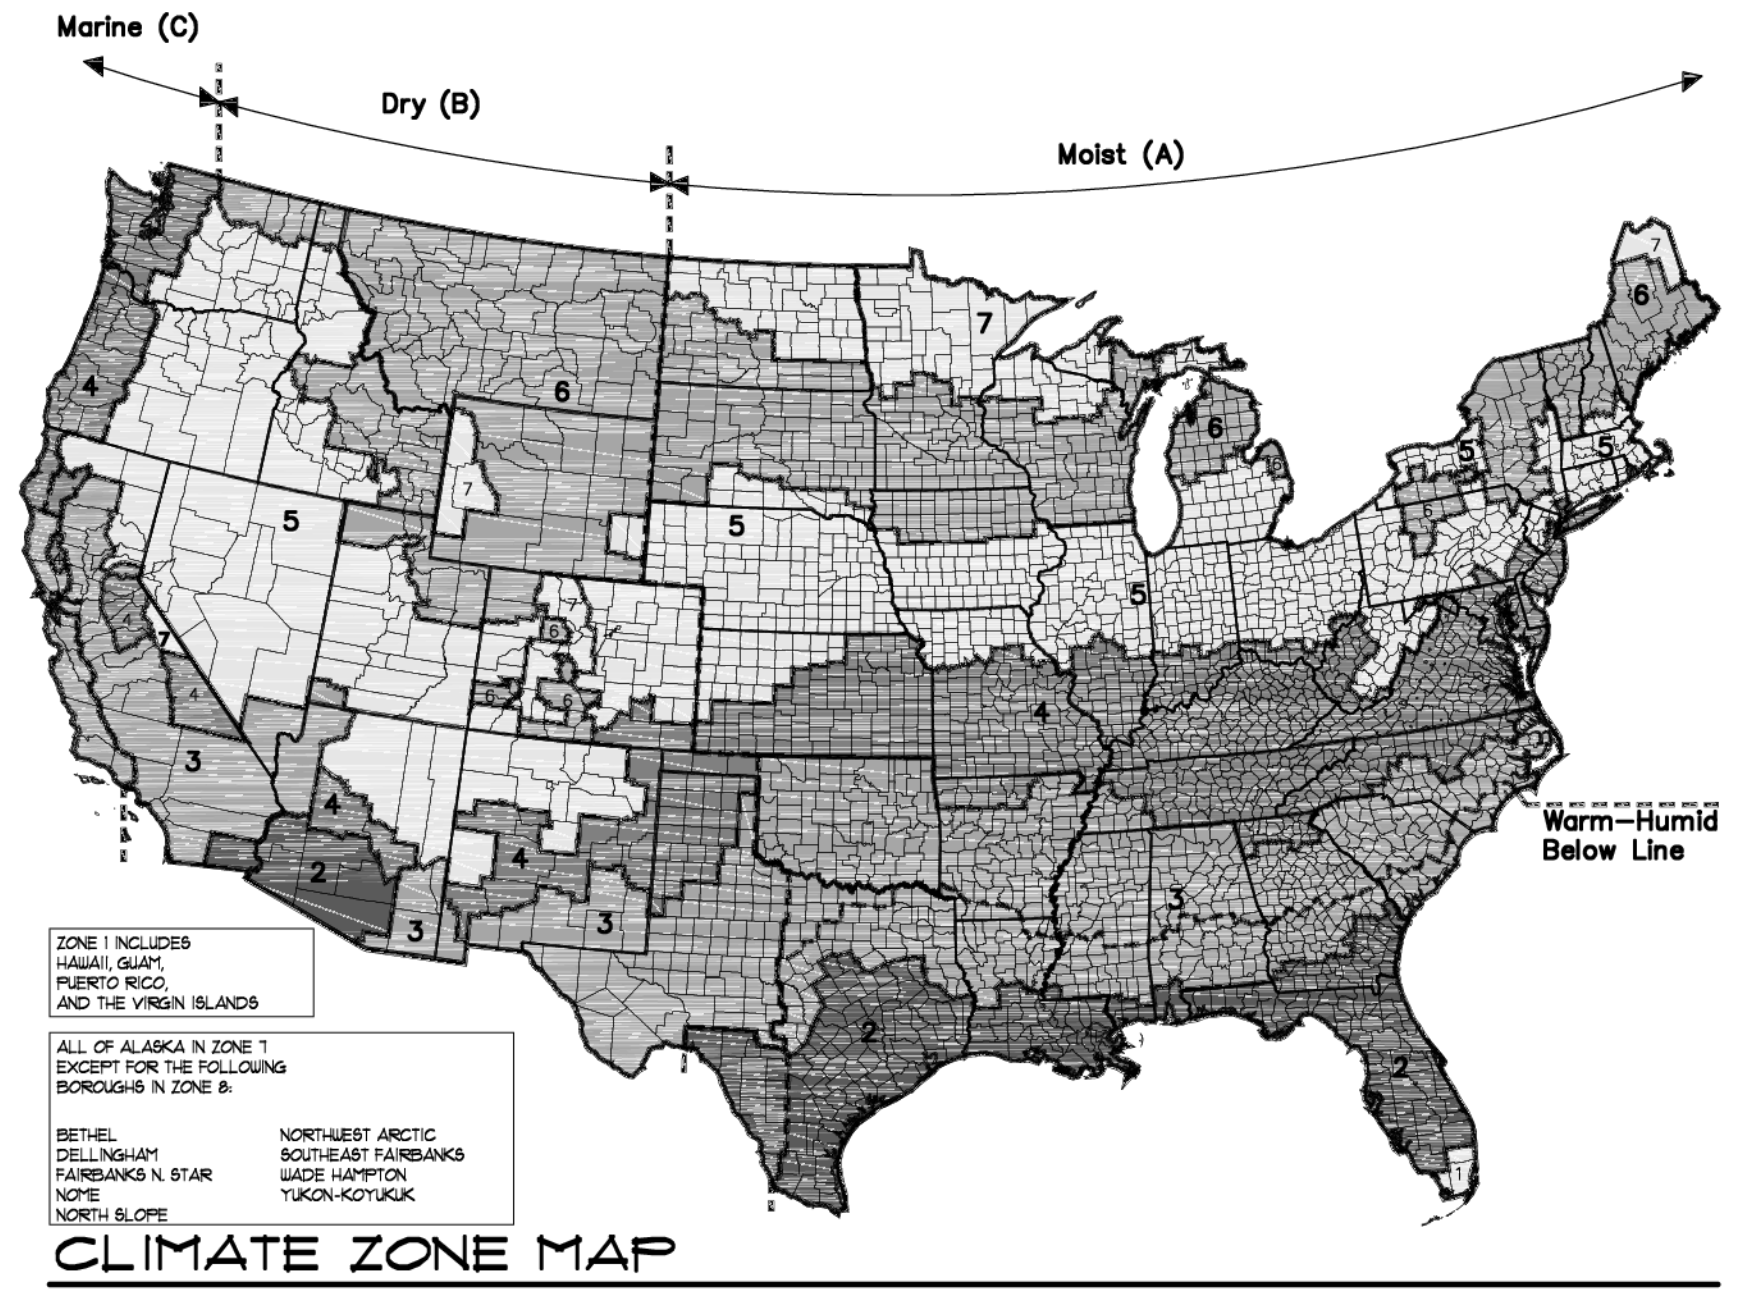 Marine (C)
Dry (B)
Moist (A)
7
6
7
4
6
7
4
6
6
5
5
6
7
5
5
6
7
5
4
6
7
6
6
4
4
3
4
Warm-Humid
Below Line
2
4
3
3
3
ZONE 1 INCLUDES
HAWAII, GUAM,
PUERTO RICO,
AND THE VIRGIN ISLANDS
2
2
1
ALL OF ALASKA IN ZONE 7
EXCEPT FOR THE FOLLOWING
BOROUGHS IN ZONE 8:
BETHEL
DELLINGHAM
FAIRBANKS N. STAR
NOME
NORTH SLOPE
NORTHWEST ARCTIC
SOUTHEAST FAIRBANKS
WADE HAMPTON
YUKON-KOYUKUK
CLIMATE ZONE MAP